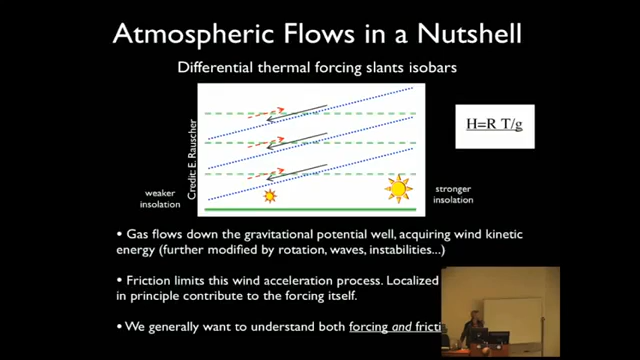 Atmospheric Flows in a Nutshell
Differential thermal forcing slants isobars
Credit: E. Rauscher
H=R T/g
weaker
insolation
stronger
insolation
• Gas flows down the gravitational potential well, acquiring wind kinetic
energy (further modified by rotation, waves, instabilities...)
• Friction limits this wind acceleration process. Localized
in principle contribute to the forcing itself.
• We generally want to understand both forcing and